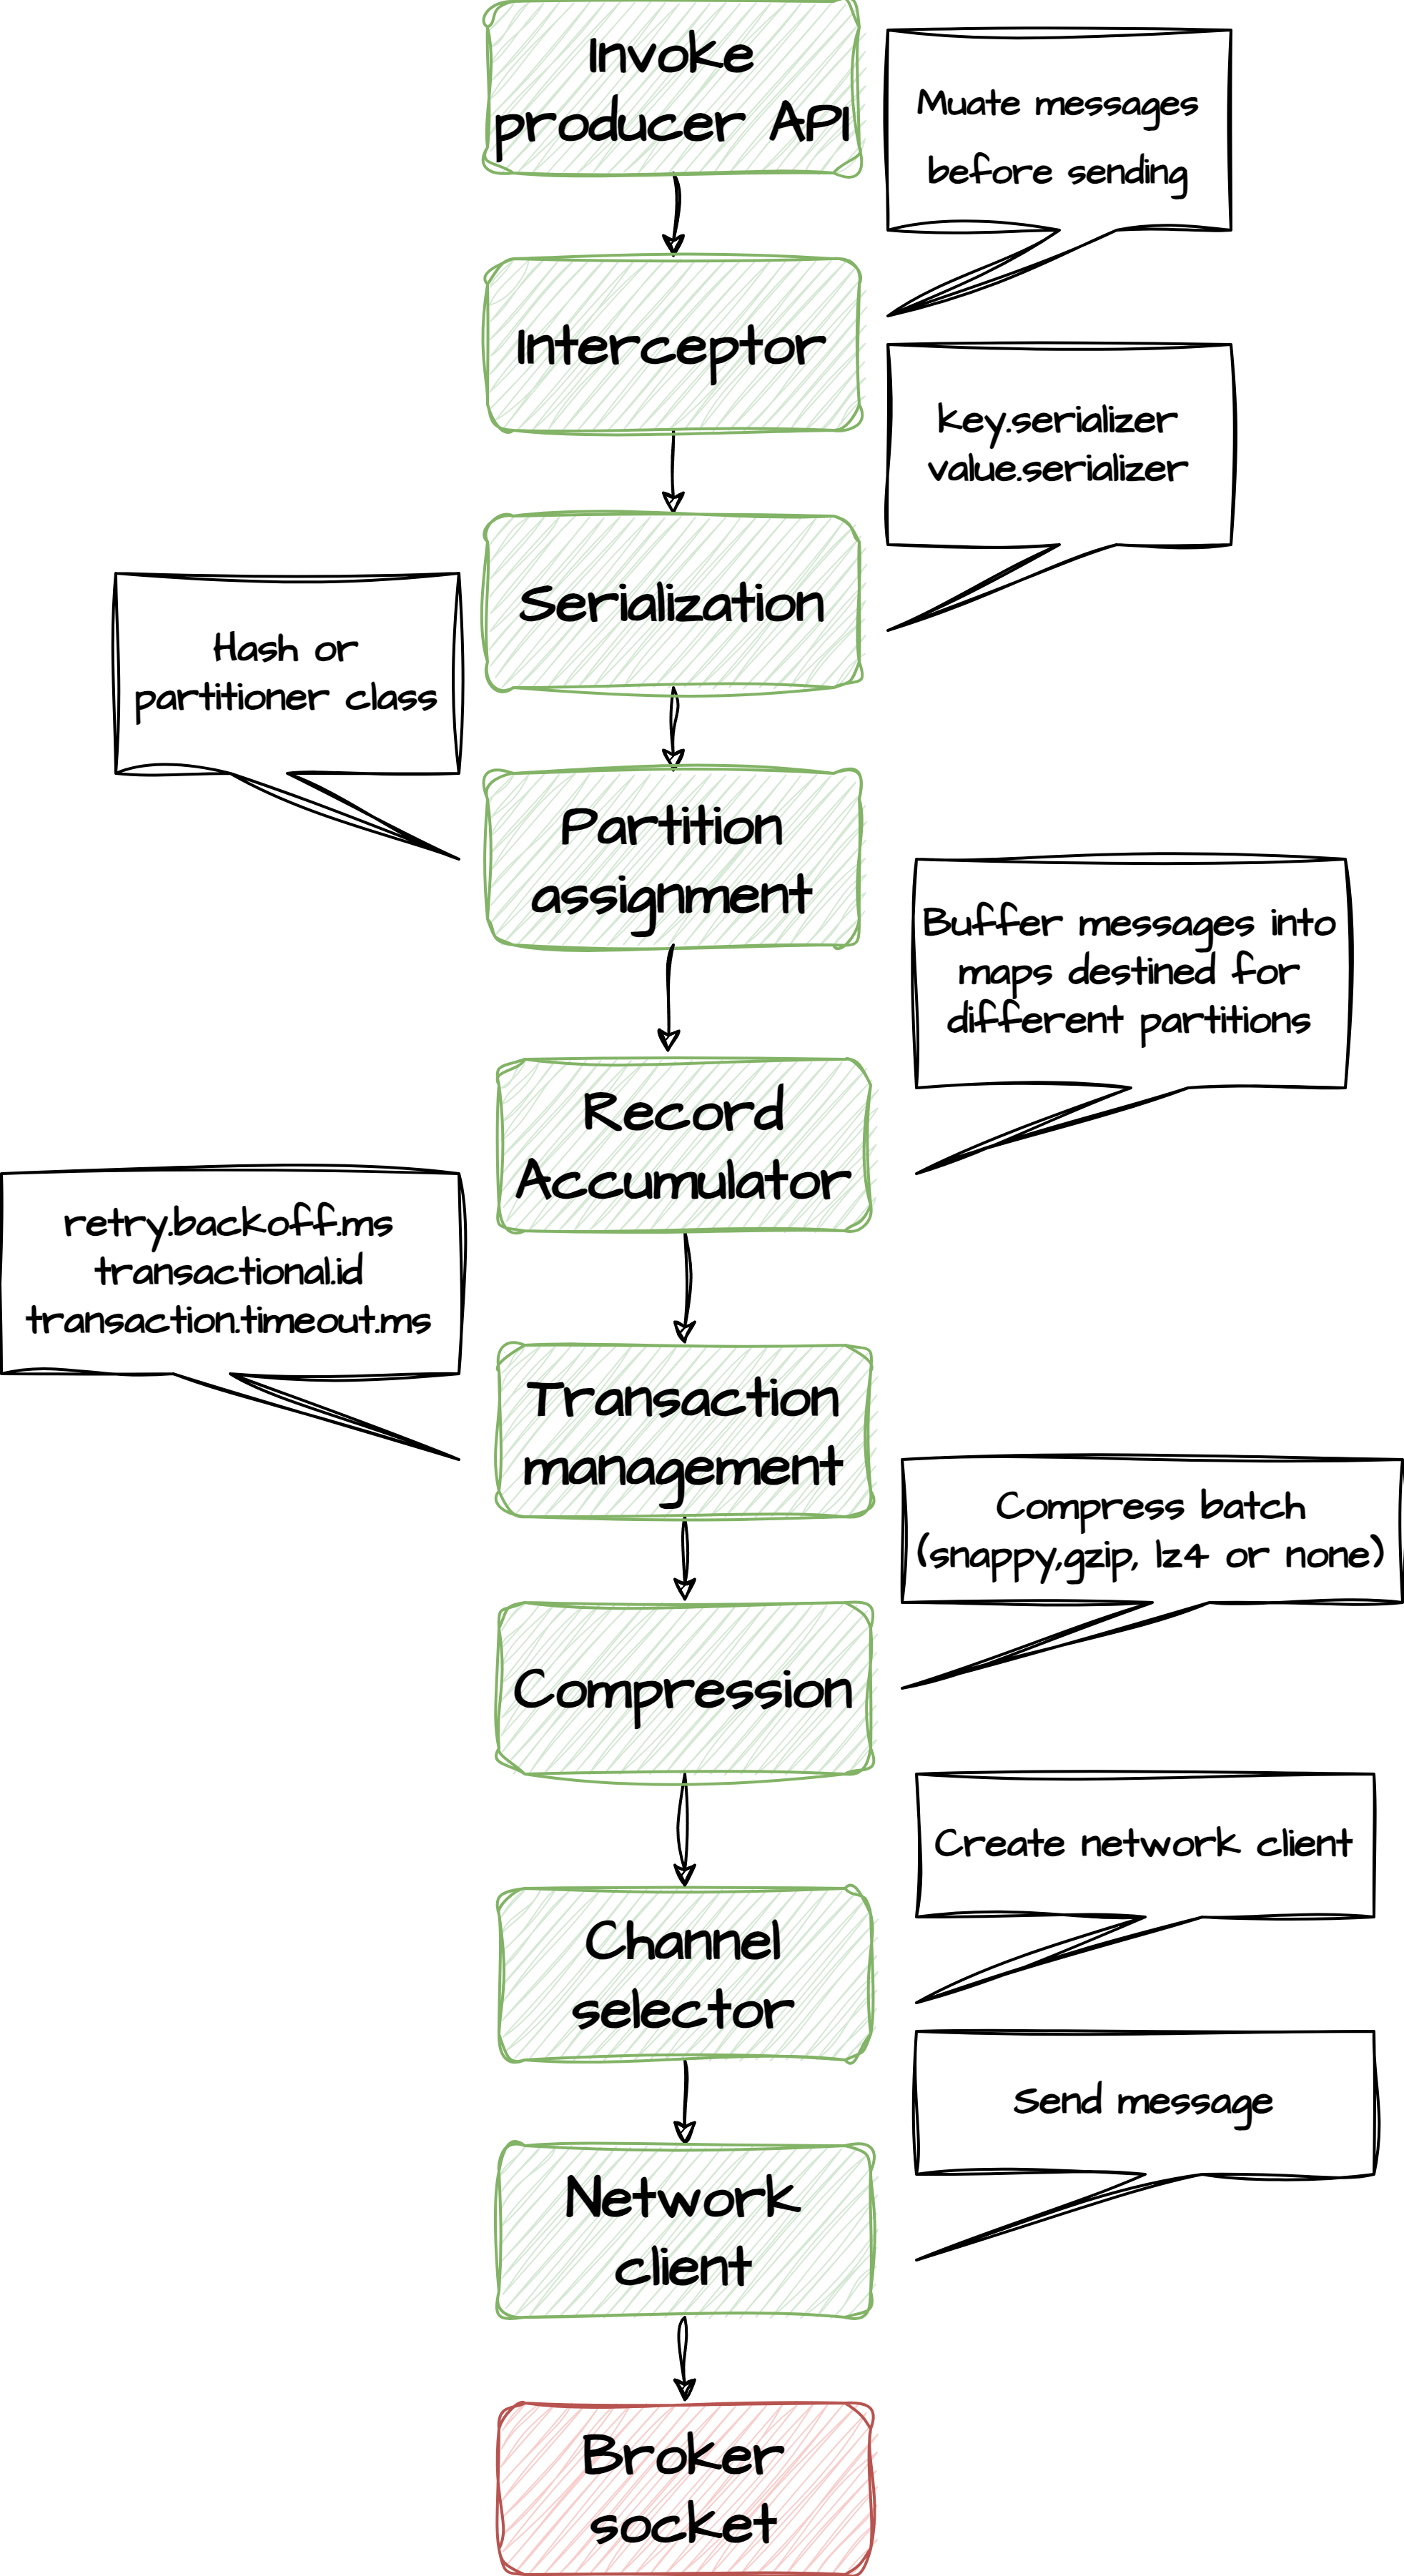 Invoke
producer API
Muate messages
before sending
Interceptor
key.serializer
value.serializer
Serialization
Hash or
partitioner class
Partition
assignment
Buffer messages into
maps destined for
different partitions
Record
Accumulator
retry.backoff.ms
transactional.id
transaction.timeout.ms
Transaction
management
Compress batch
(snappy,gzip, lz4 or none)
Compression
Create network client
Channel
selector
Send message
Network
client
Broker
socket